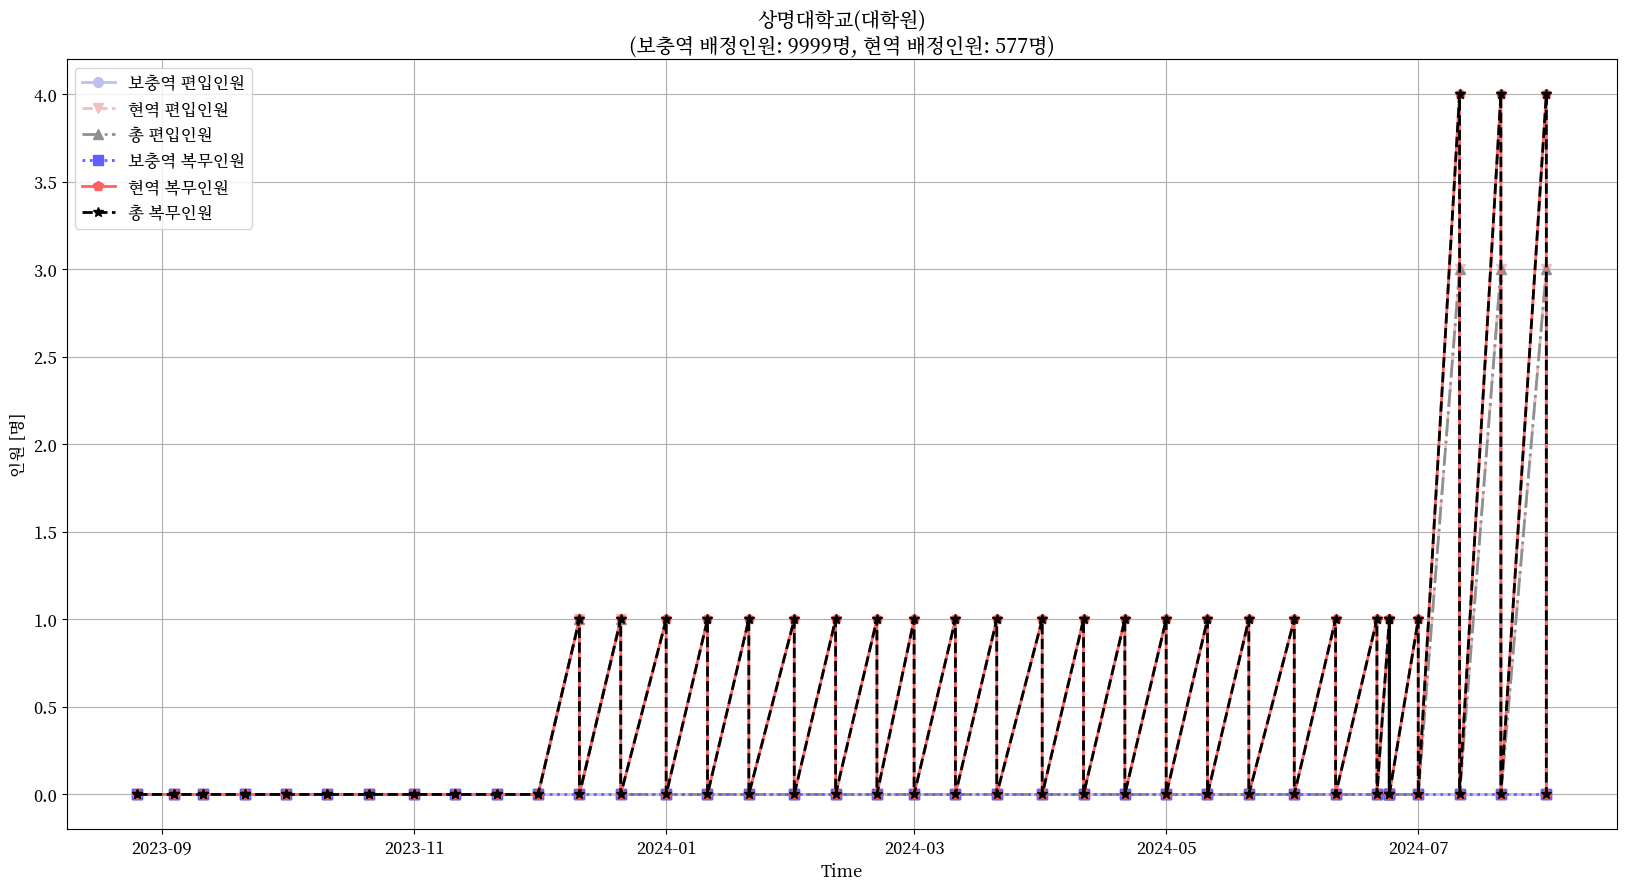 상명대학교(대학원)
(보충역 배정인원: 9999명, 현역 배정인원: 577명)
보충역 편입인원
현역 편입인원
총 편입인원
보충역 복무인원
현역 복무인원
총 복무인원
인원 [명]
4.0
3.5
3.0
2.5
2.0
1.5
1.0
0.5
0.0
2023-09
2023-11
2024-01
2024-03
2024-05
2024-07
Time